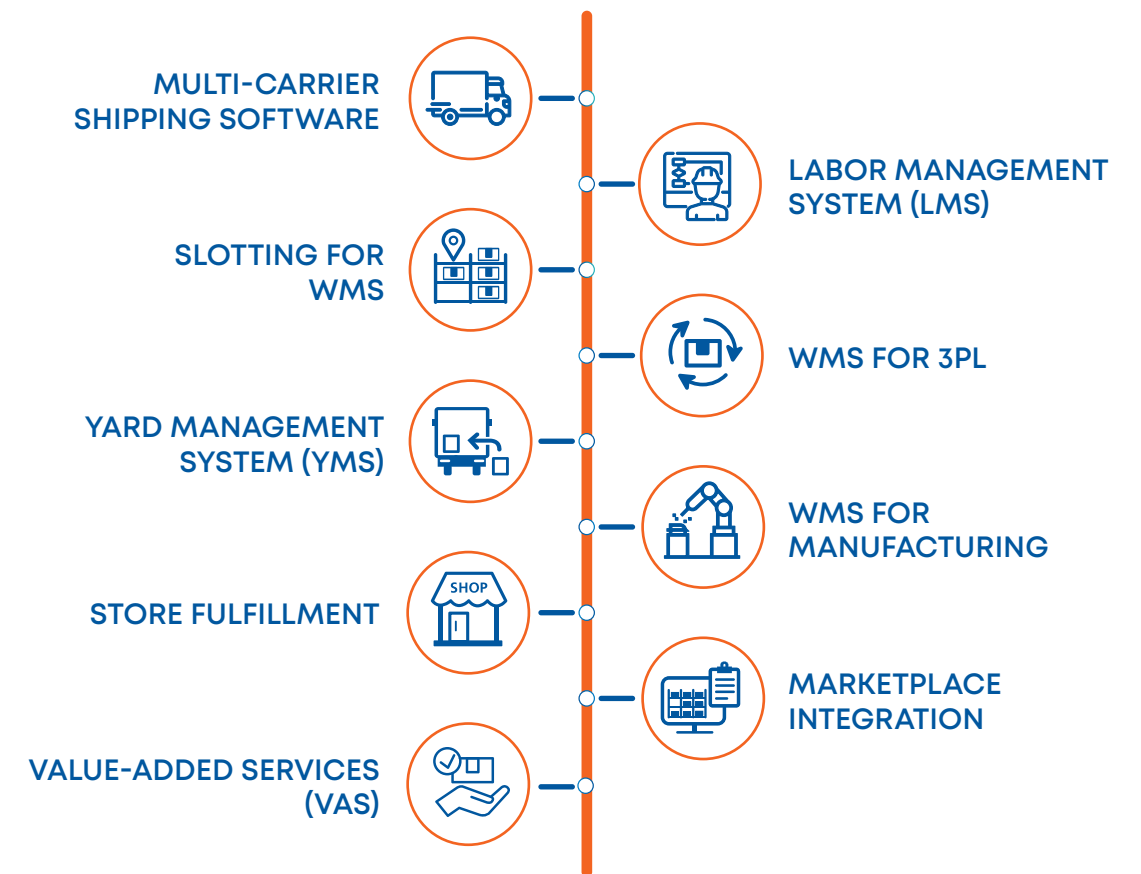 MULTI-CARRIER
SHIPPING SOFTWARE
LABOR MANAGEMENT
SYSTEM (LMS)
SLOTTING FOR
WMS
WMS FOR 3PL
YARD MANAGEMENT
SYSTEM (YMS)
WMS FOR
MANUFACTURING
SHOP
STORE FULFILLMENT
MARKETPLACE
INTEGRATION
VALUE-ADDED SERVICES
(VAS)